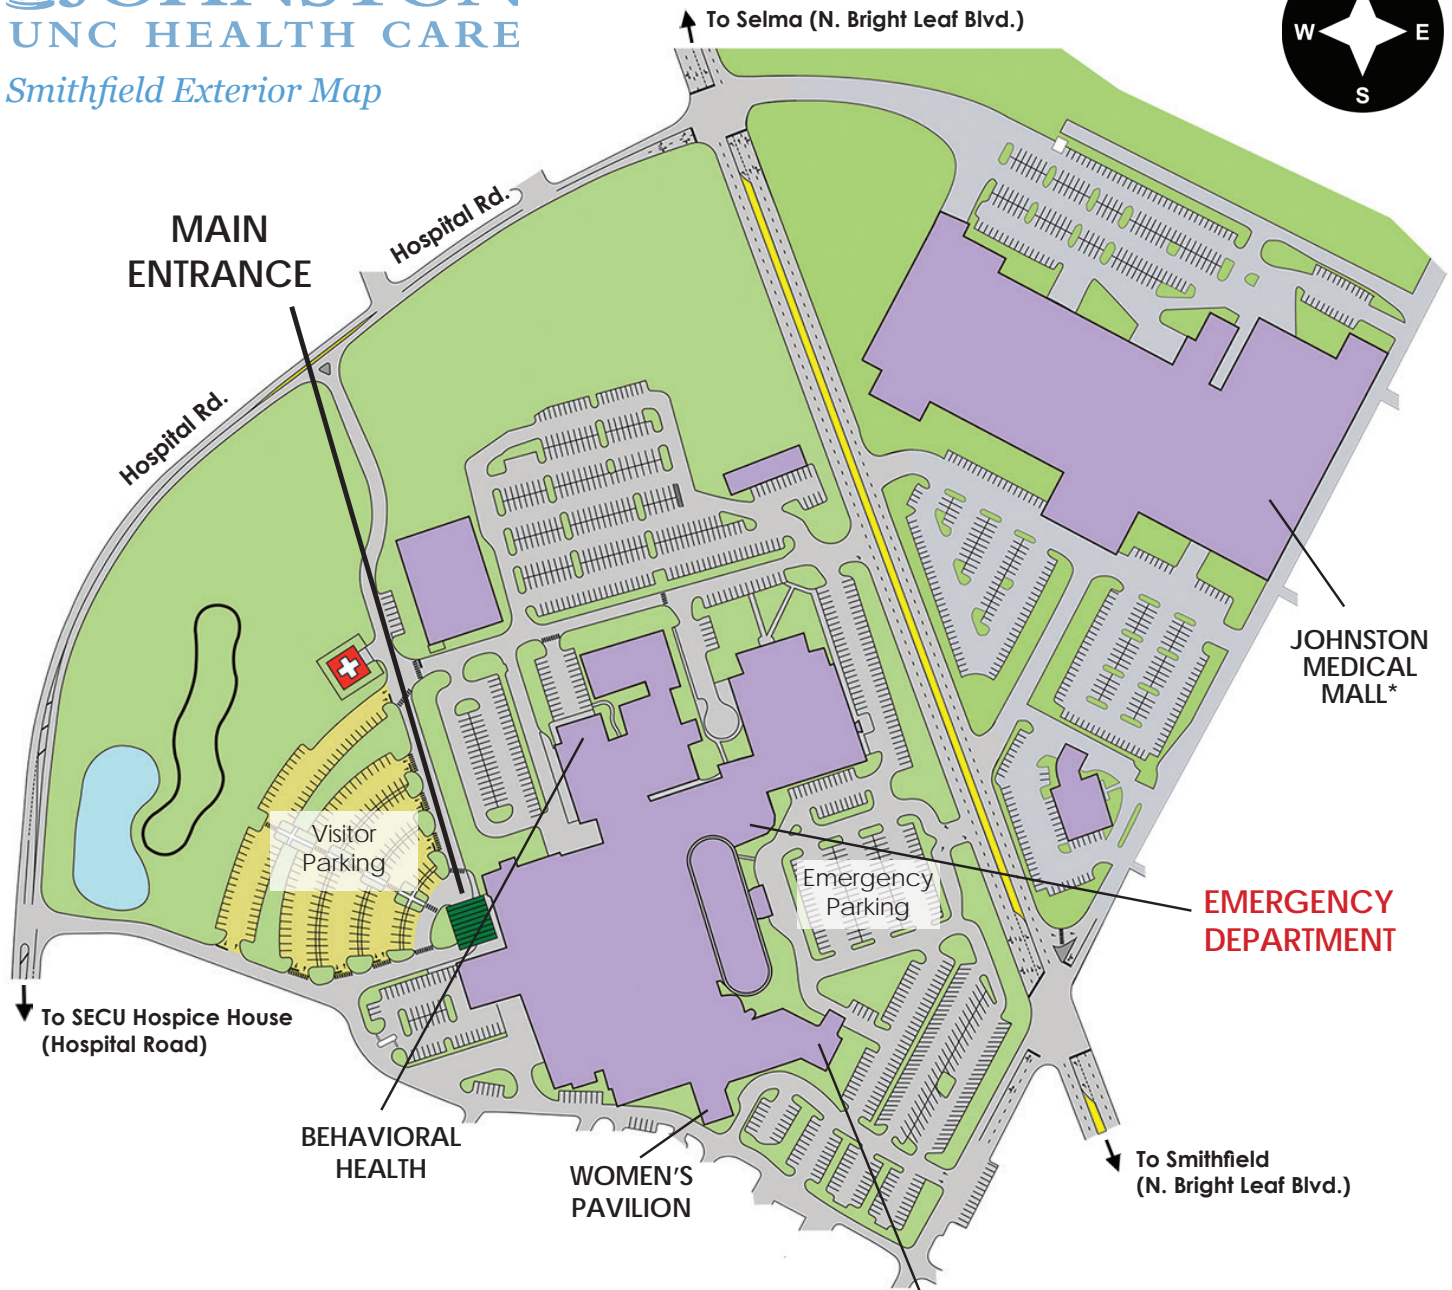 JOHNSTON
UNC HEALTH CARE
Smithfield Exterior Map
To Selma (N. Bright Leaf Blvd.)
W E
S
Hospital Rd.
MAIN
ENTRANCE
Hospital Rd.
JOHNSTON
MEDICAL
MALL*
Visitor
Parking
Emergency
Parking
EMERGENCY
DEPARTMENT
To SECU Hospice House
(Hospital Road)
BEHAVIORAL
HEALTH
WOMEN'S
PAVILION
To Smithfield
(N. Bright Leaf Blvd.)